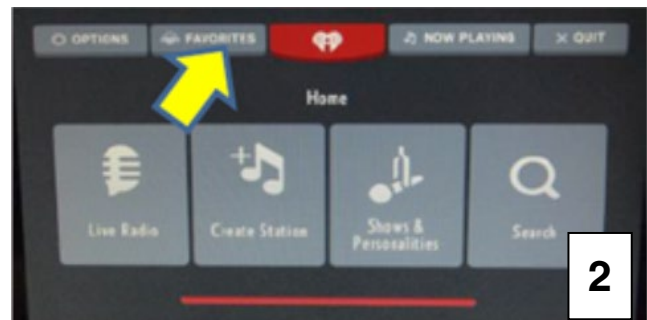 OPTIONS FAVORITES NOW PLAYING X QUIT
Home
Live Radio Create Station Shows & Personalities Search
2